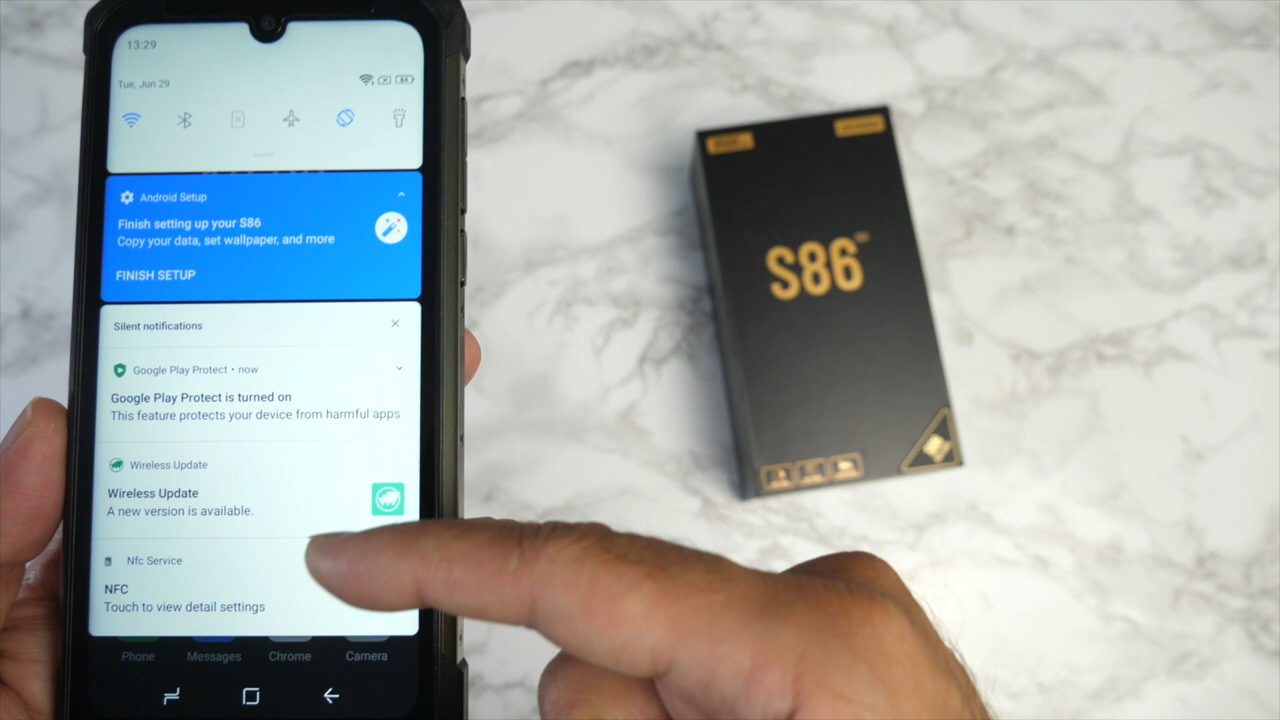 13:29
Tue, Jun 29
84
Android Setup
Finish setting up your S86
Copy your data, set wallpaper, and more
FINISH SETUP
Silent notifications
Google Play Protect • now
Google Play Protect is turned on
This feature protects your device from harmful apps
Wireless Update
Wireless Update
A new version is available.
Nfc Service
NFC
Touch to view detail settings
Phone Messages Chrome Camera
S86